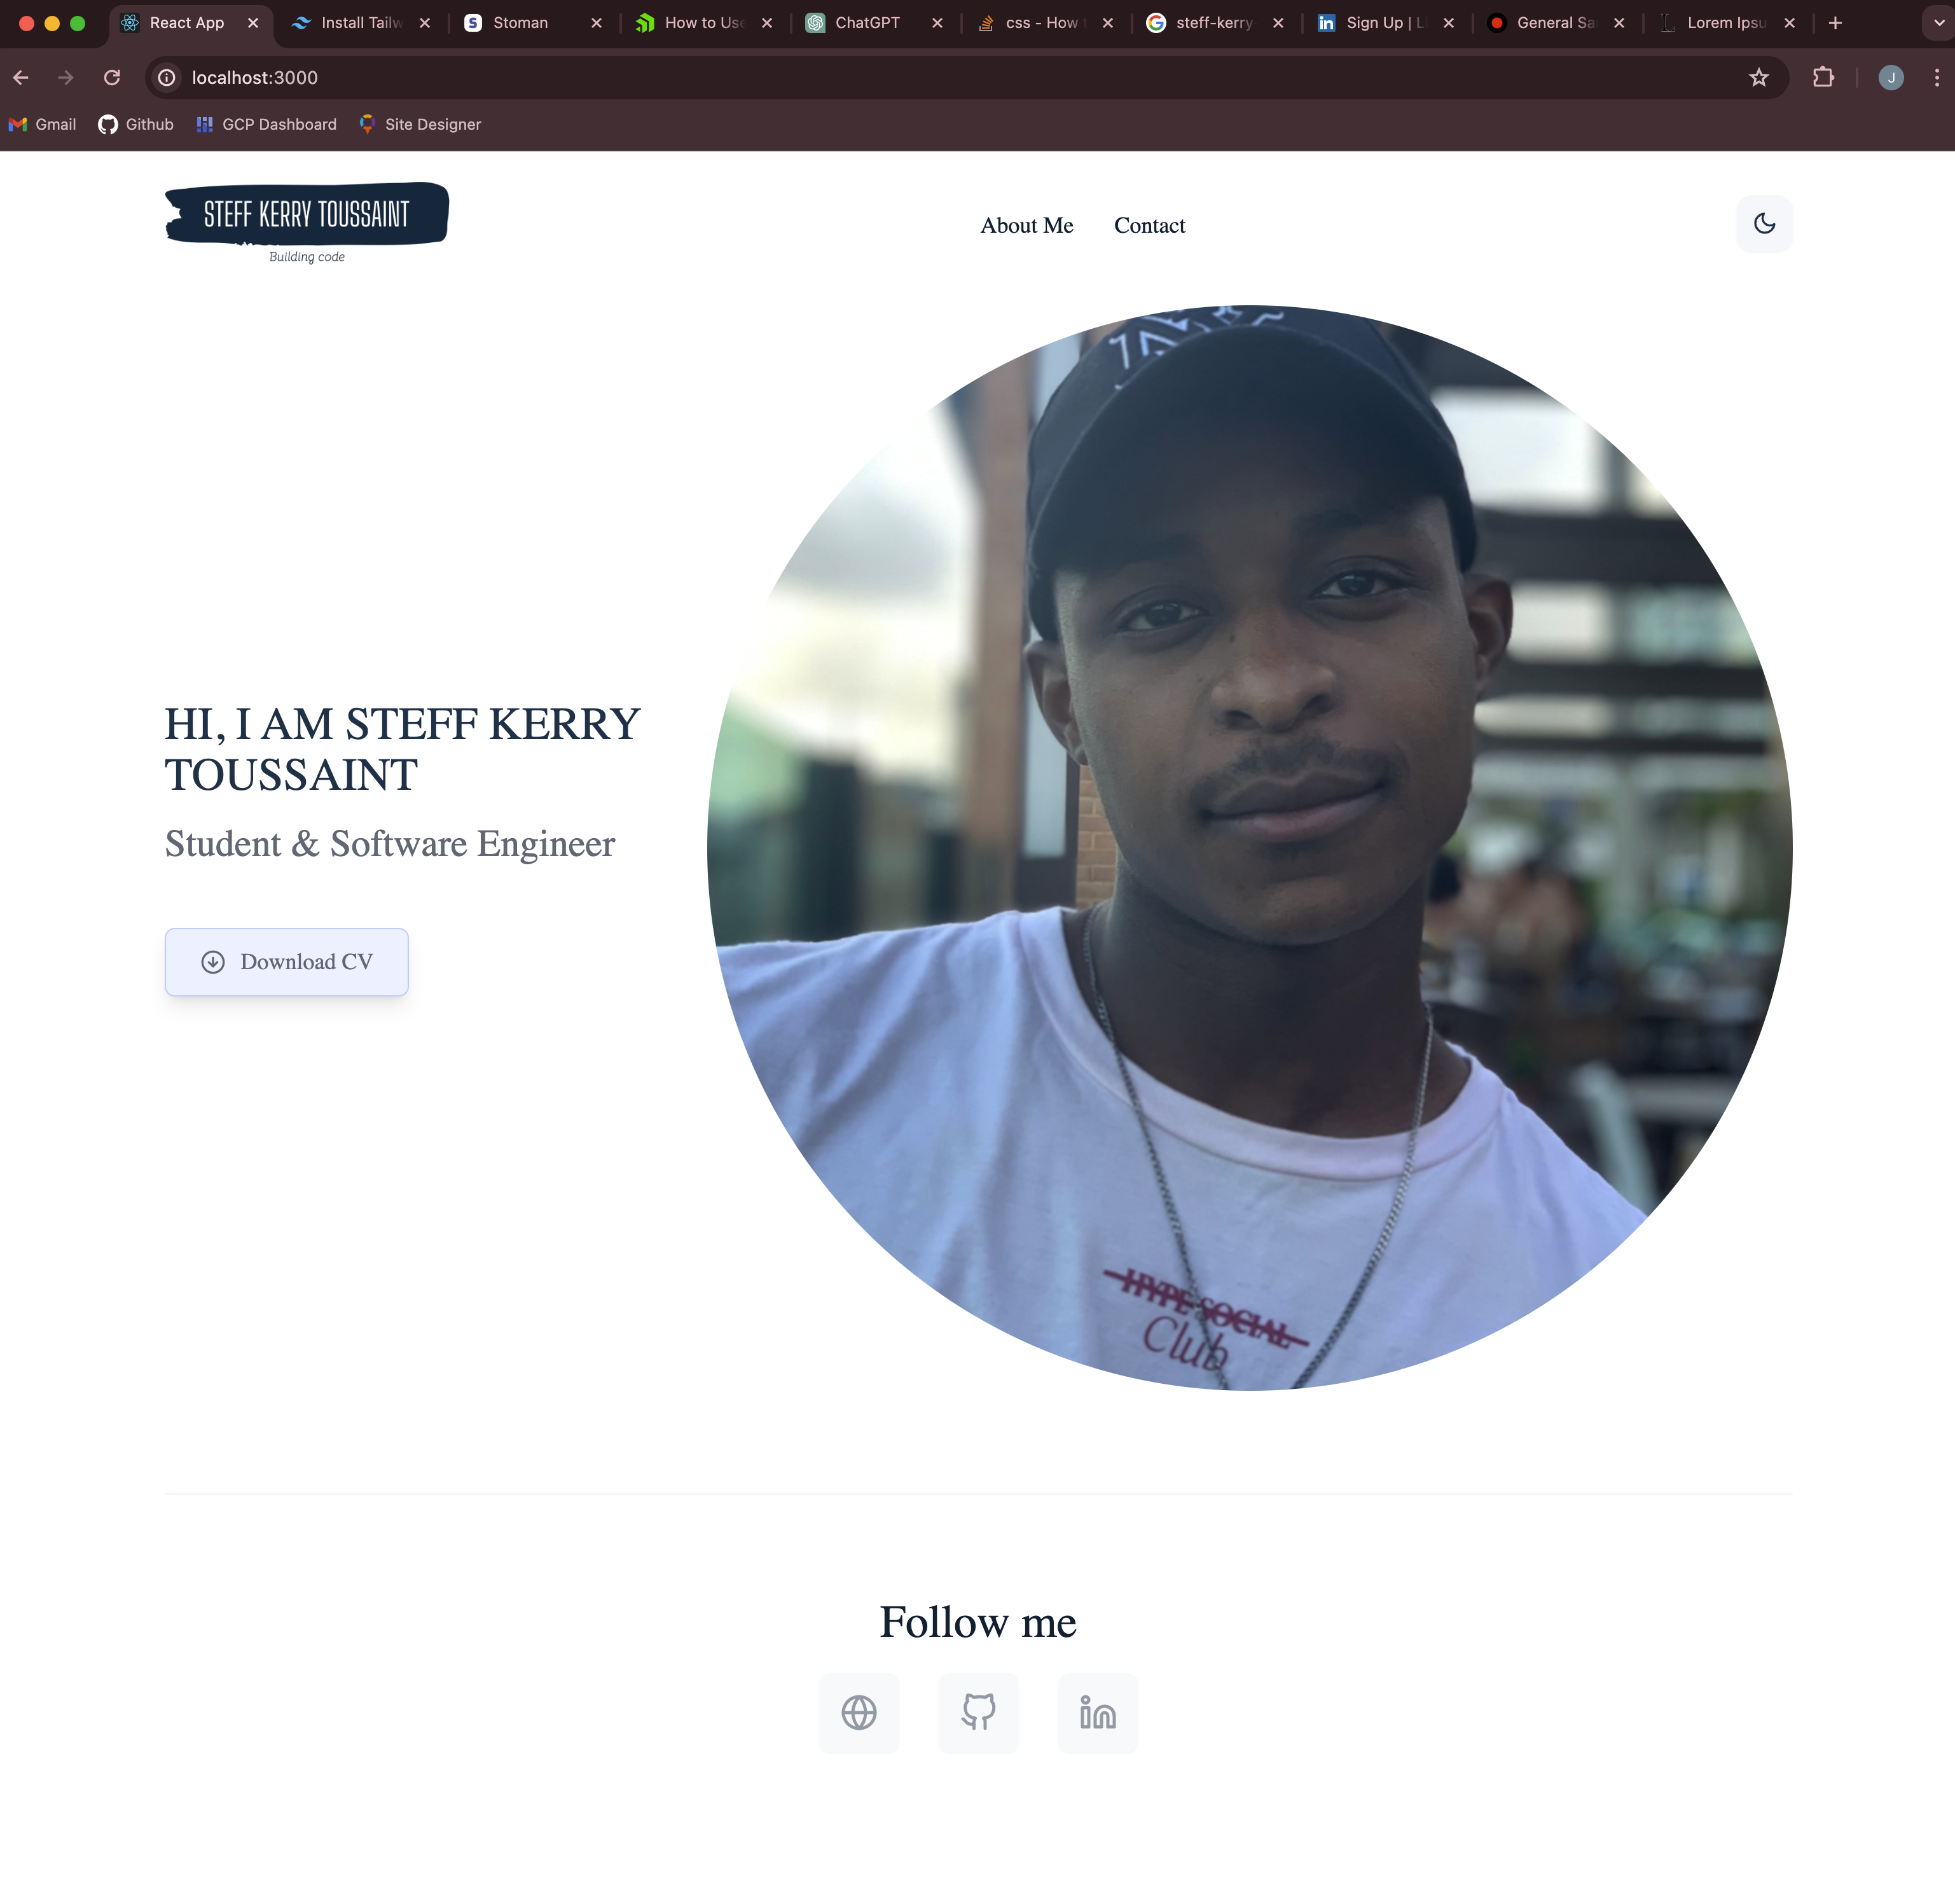 React App
Install Tailw
Stoman
How to Use
ChatGPT
css - How
steff-kerry
Sign Up | L
General Sa
Lorem Ipsu
localhost:3000
J
Gmail
Github
GCP Dashboard
Site Designer
STEFF KERRY TOUSSAINT
Building code
About Me
Contact
HI, I AM STEFF KERRY
TOUSSAINT
Student & Software Engineer
Download CV
HYPE SOCIAL
Club
Follow me